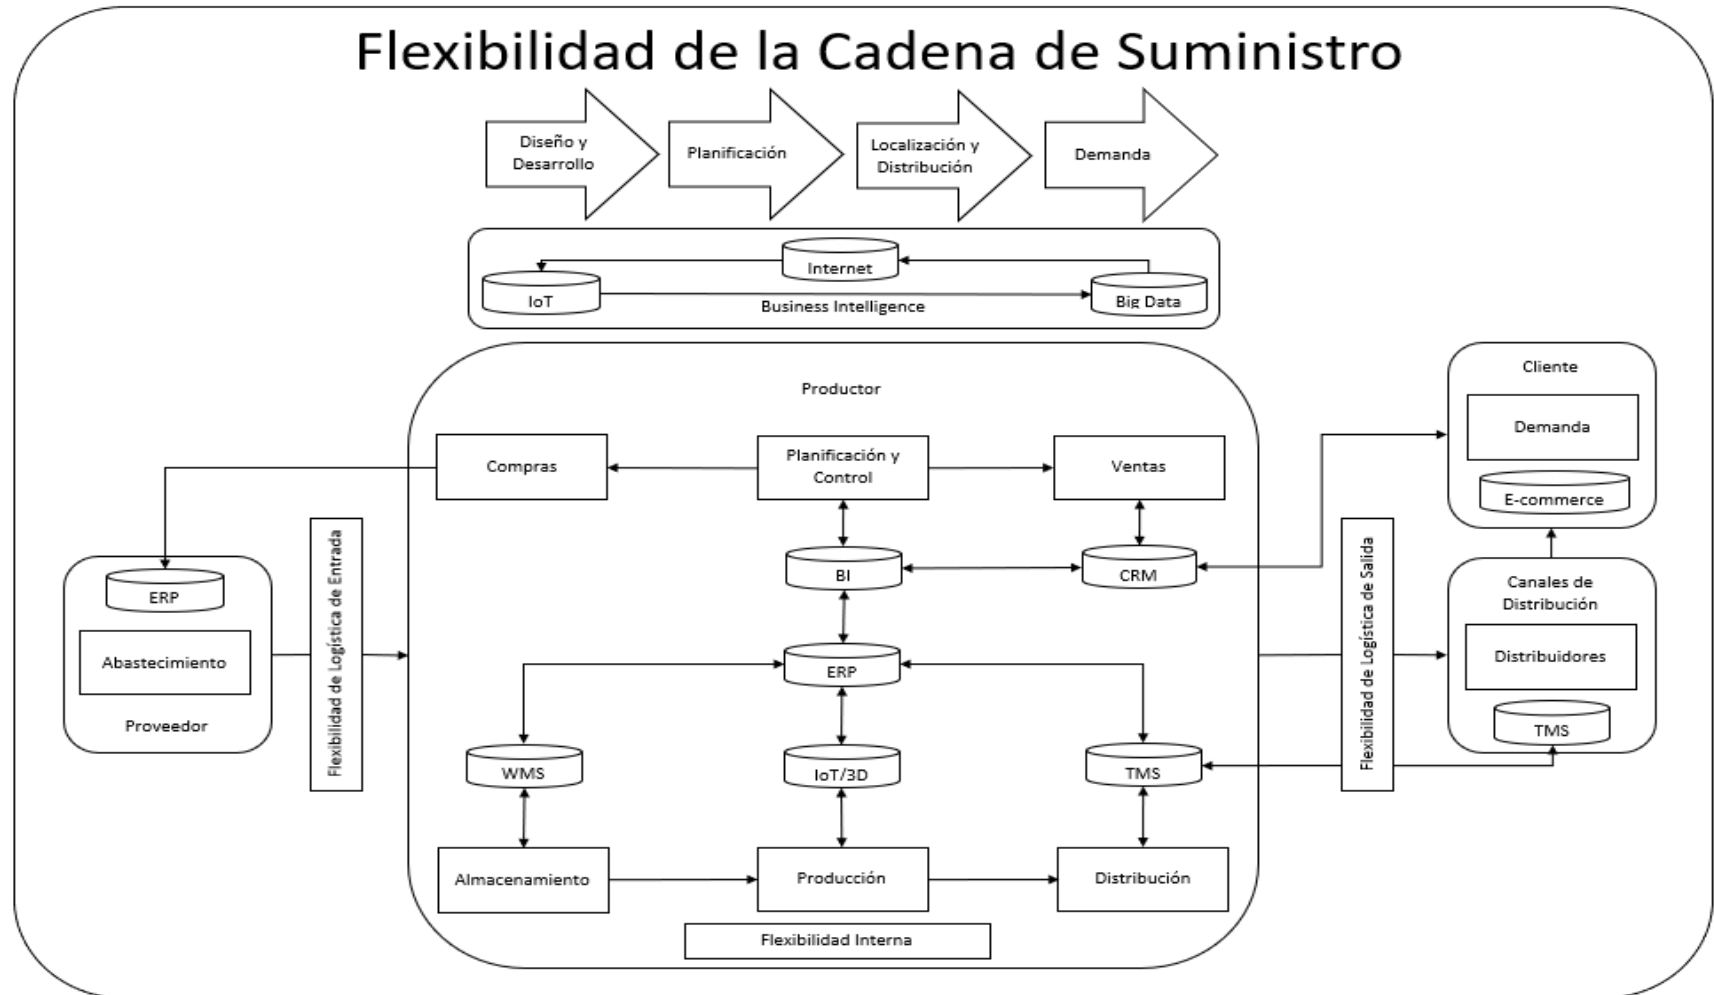 Flexibilidad de la Cadena de Suministro
Diseño y
Desarrollo
Planificación
Localización y
Distribución
Demanda
Internet
IoT
Big Data
Business Intelligence
Productor
Compras
Planificación y
Control
Ventas
BI
CRM
ERP
WMS
IoT/3D
TMS
Almacenamiento
Producción
Distribución
Flexibilidad Interna
ERP
Abastecimiento
Proveedor
Flexibilidad de Logística de Entrada
Flexibilidad de Logística de Salida
Cliente
Demanda
E-commerce
Canales de
Distribución
Distribuidores
TMS